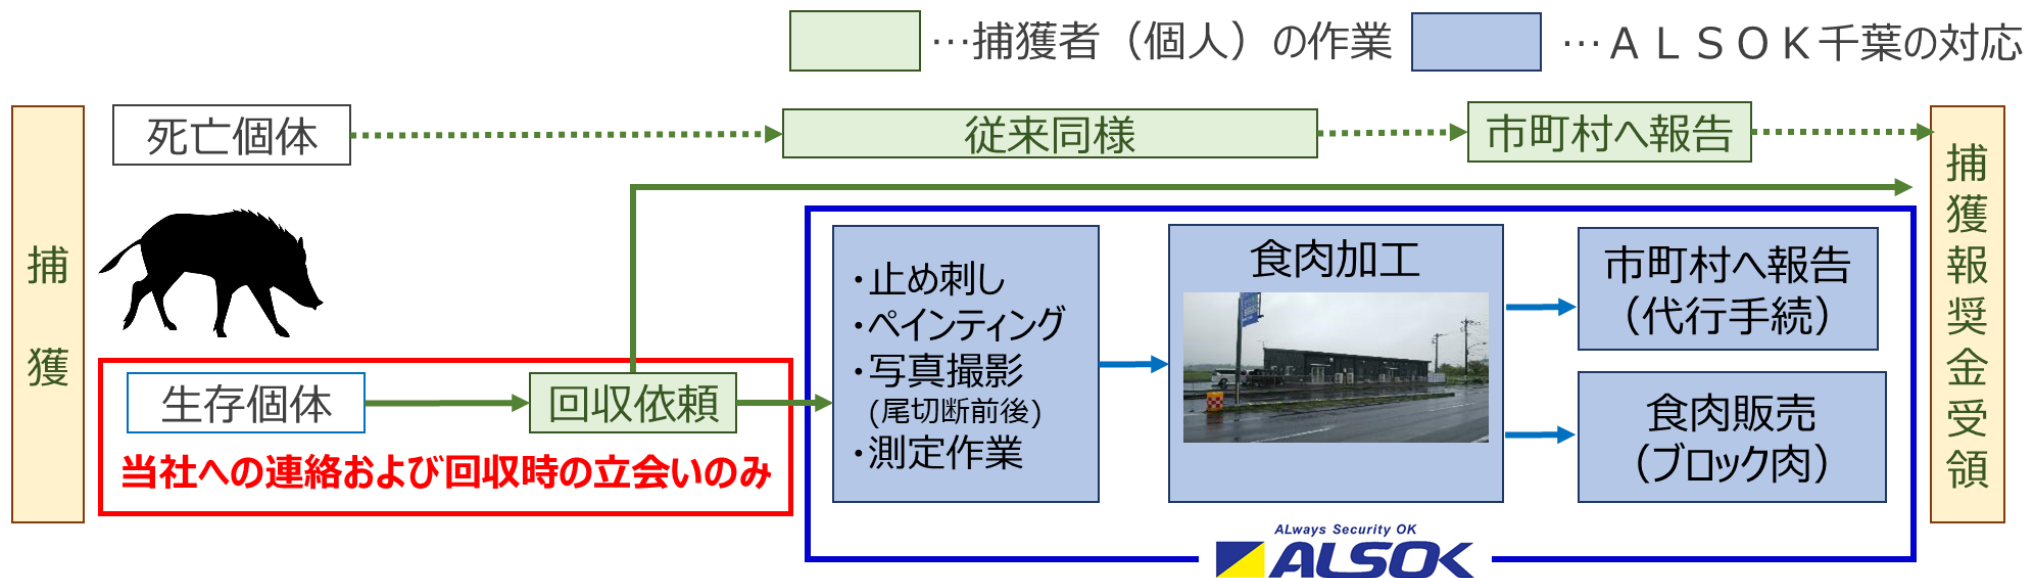 …捕獲者（個人）の作業
…ＡＬＳＯＫ千葉の対応
捕獲
死亡個体
従来同様
市町村へ報告
捕獲報奨金受領
生存個体
回収依頼
当社への連絡および回収時の立会いのみ
・止め刺し
・ペインティング
・写真撮影
(尾切断前後)
・測定作業
食肉加工
市町村へ報告
（代行手続）
食肉販売
（ブロック肉）
ALways Security OK
ALSOK